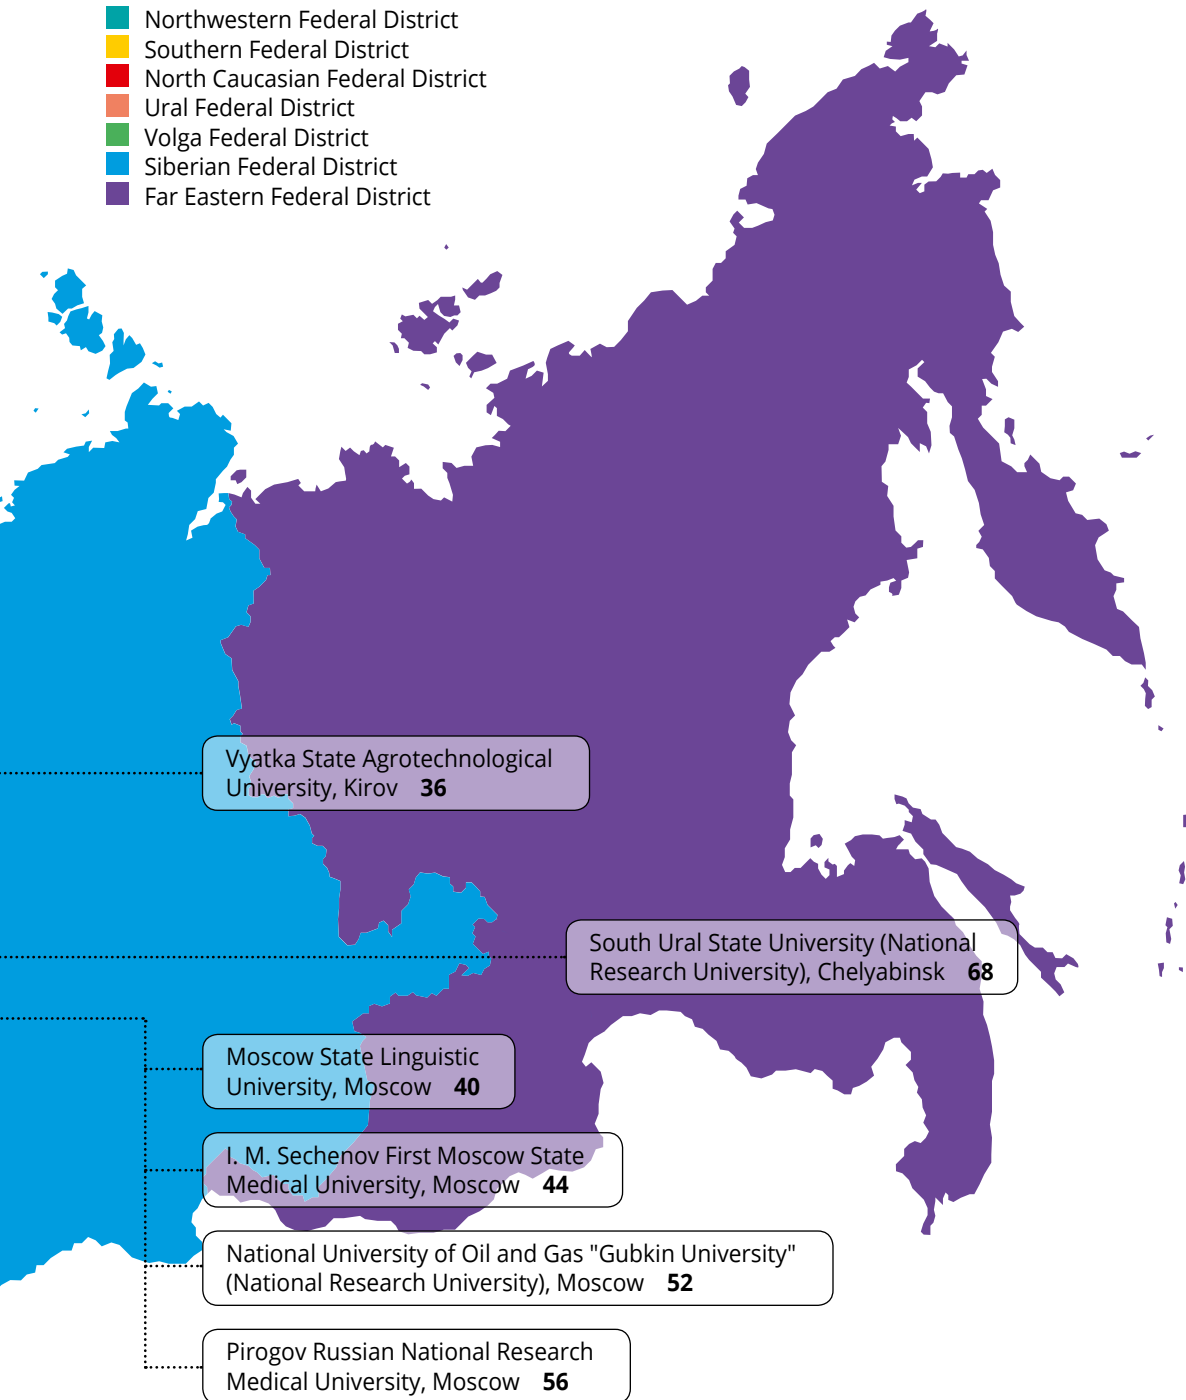 Northwestern Federal District
Southern Federal District
North Caucasian Federal District
Ural Federal District
Volga Federal District
Siberian Federal District
Far Eastern Federal District
Vyatka State Agrotechnological
University, Kirov 36
South Ural State University (National
Research University), Chelyabinsk 68
Moscow State Linguistic
University, Moscow 40
I. M. Sechenov First Moscow State
Medical University, Moscow 44
National University of Oil and Gas "Gubkin University"
(National Research University), Moscow 52
Pirogov Russian National Research
Medical University, Moscow 56